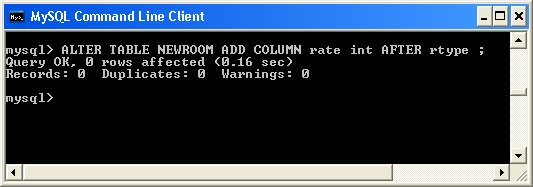 MySQL Command Line Client
mysql> ALTER TABLE NEWROOM ADD COLUMN rate int AFTER rtype ;
Query OK, 0 rows affected (0.16 sec)
Records: 0  Duplicates: 0  Warnings: 0
mysql>